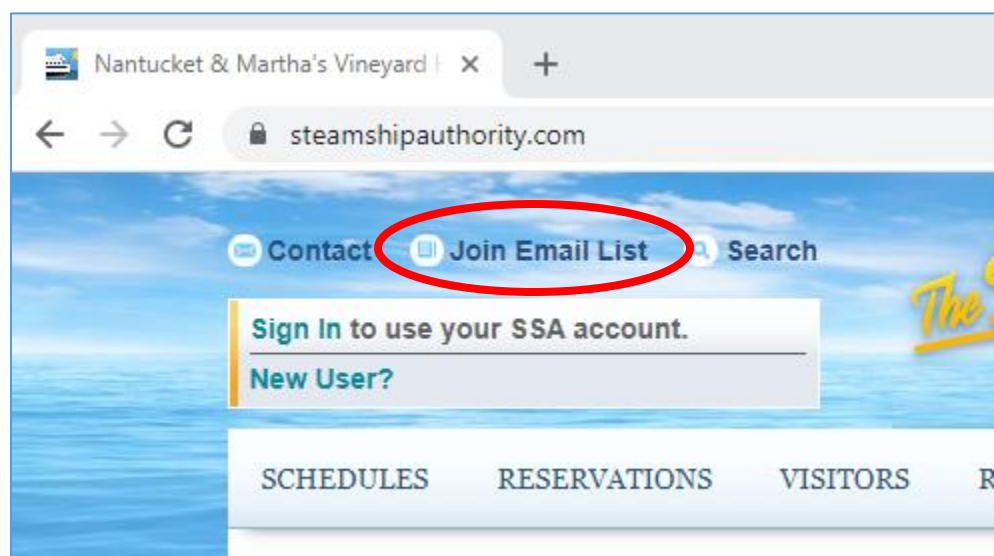 Nantucket & Martha's Vineyard
steamshipauthority.com
Contact Join Email List Search
The
Sign In to use your SSA account.
New User?
SCHEDULES RESERVATIONS VISITORS R